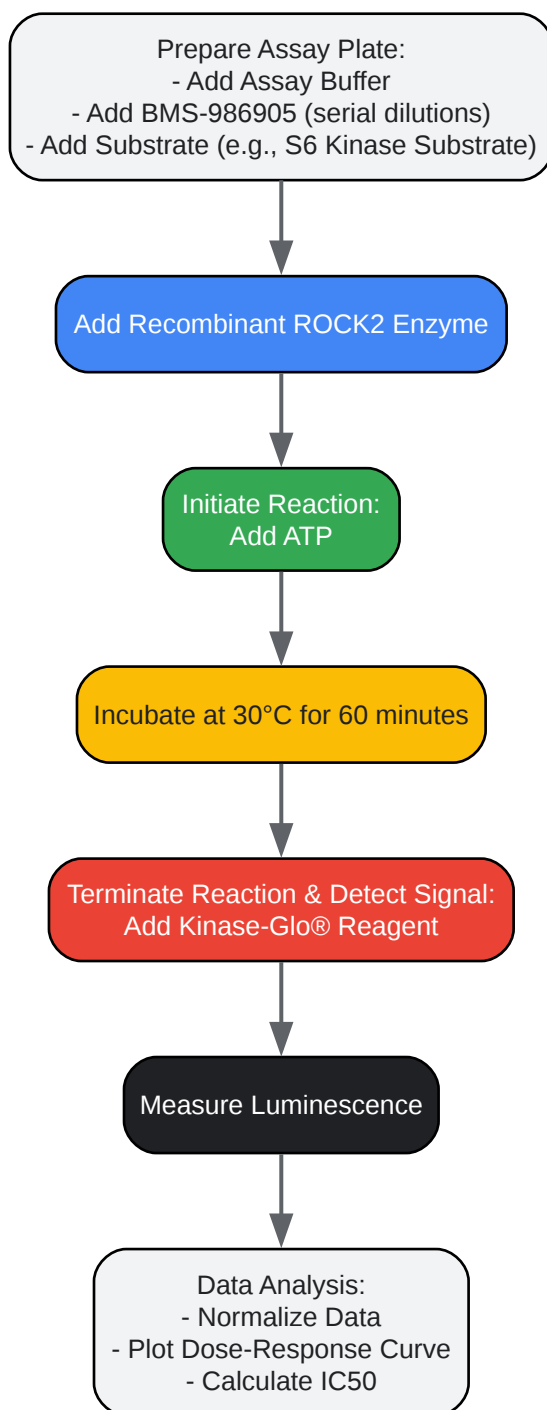 Prepare Assay Plate:
- Add Assay Buffer
- Add BMS-986905 (serial dilutions)
- Add Substrate (e.g., S6 Kinase Substrate)
Add Recombinant ROCK2 Enzyme
Initiate Reaction:
Add ATP
Incubate at 30°C for 60 minutes
Terminate Reaction & Detect Signal:
Add Kinase-Glo® Reagent
Measure Luminescence
Data Analysis:
- Normalize Data
- Plot Dose-Response Curve
- Calculate IC50